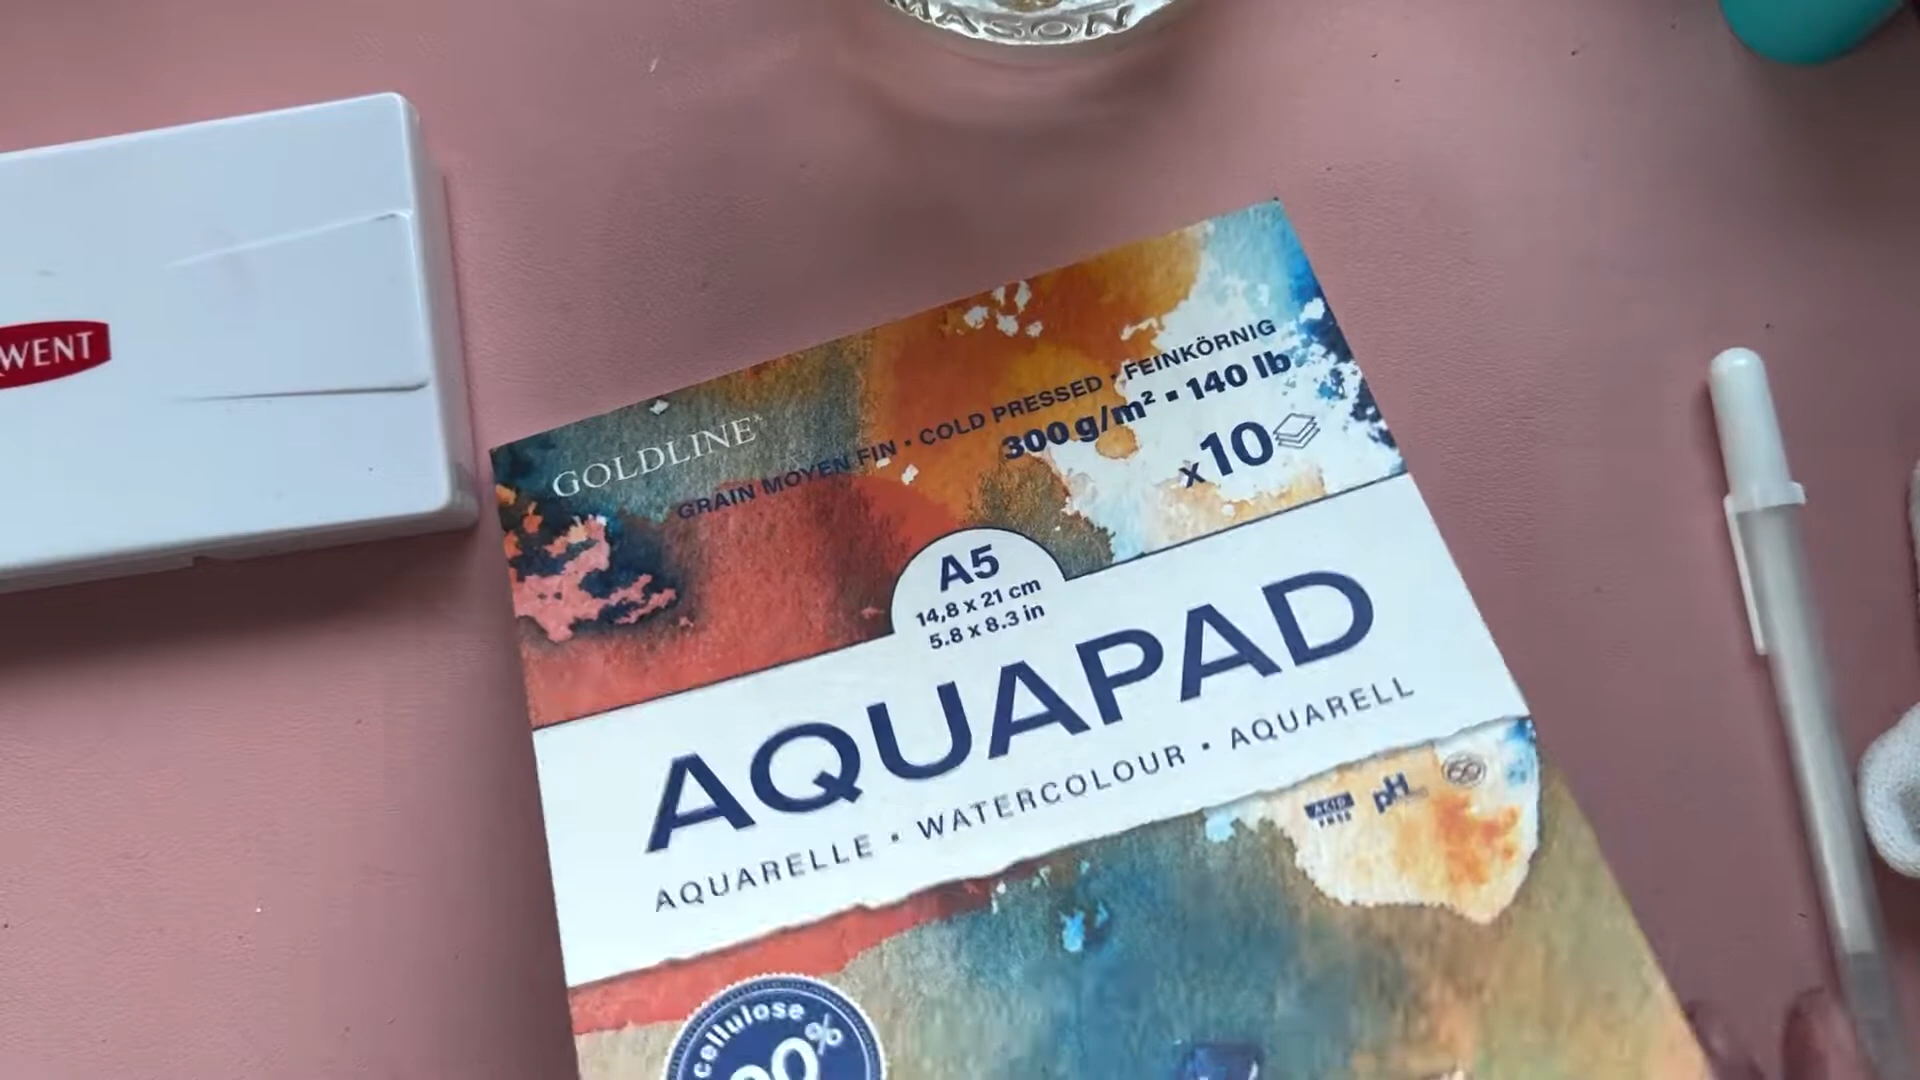 MASON
WENT
GOLDLINE
GRAIN MOYEN FIN • COLD PRESSED • FEINKÖRNIG
300 g/m² ▪ 140 lb
x10
A5
14,8 x 21 cm
5.8 x 8.3 in
AQUAPAD
AQUARELLE • WATERCOLOUR • AQUARELL
pH
cellulose
%